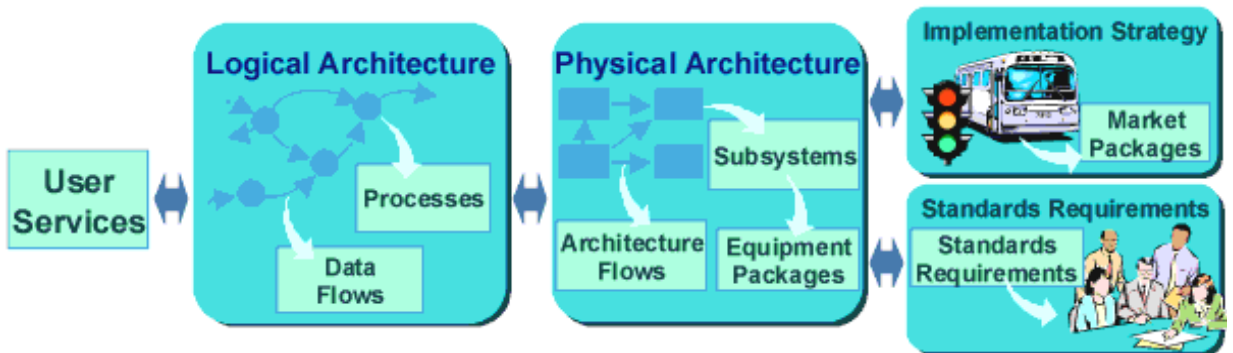 User
Services
Logical Architecture
Processes
Data
Flows
Physical Architecture
Subsystems
Architecture
Flows
Equipment
Packages
Implementation Strategy
Market
Packages
Standards Requirements
Standards
Requirements